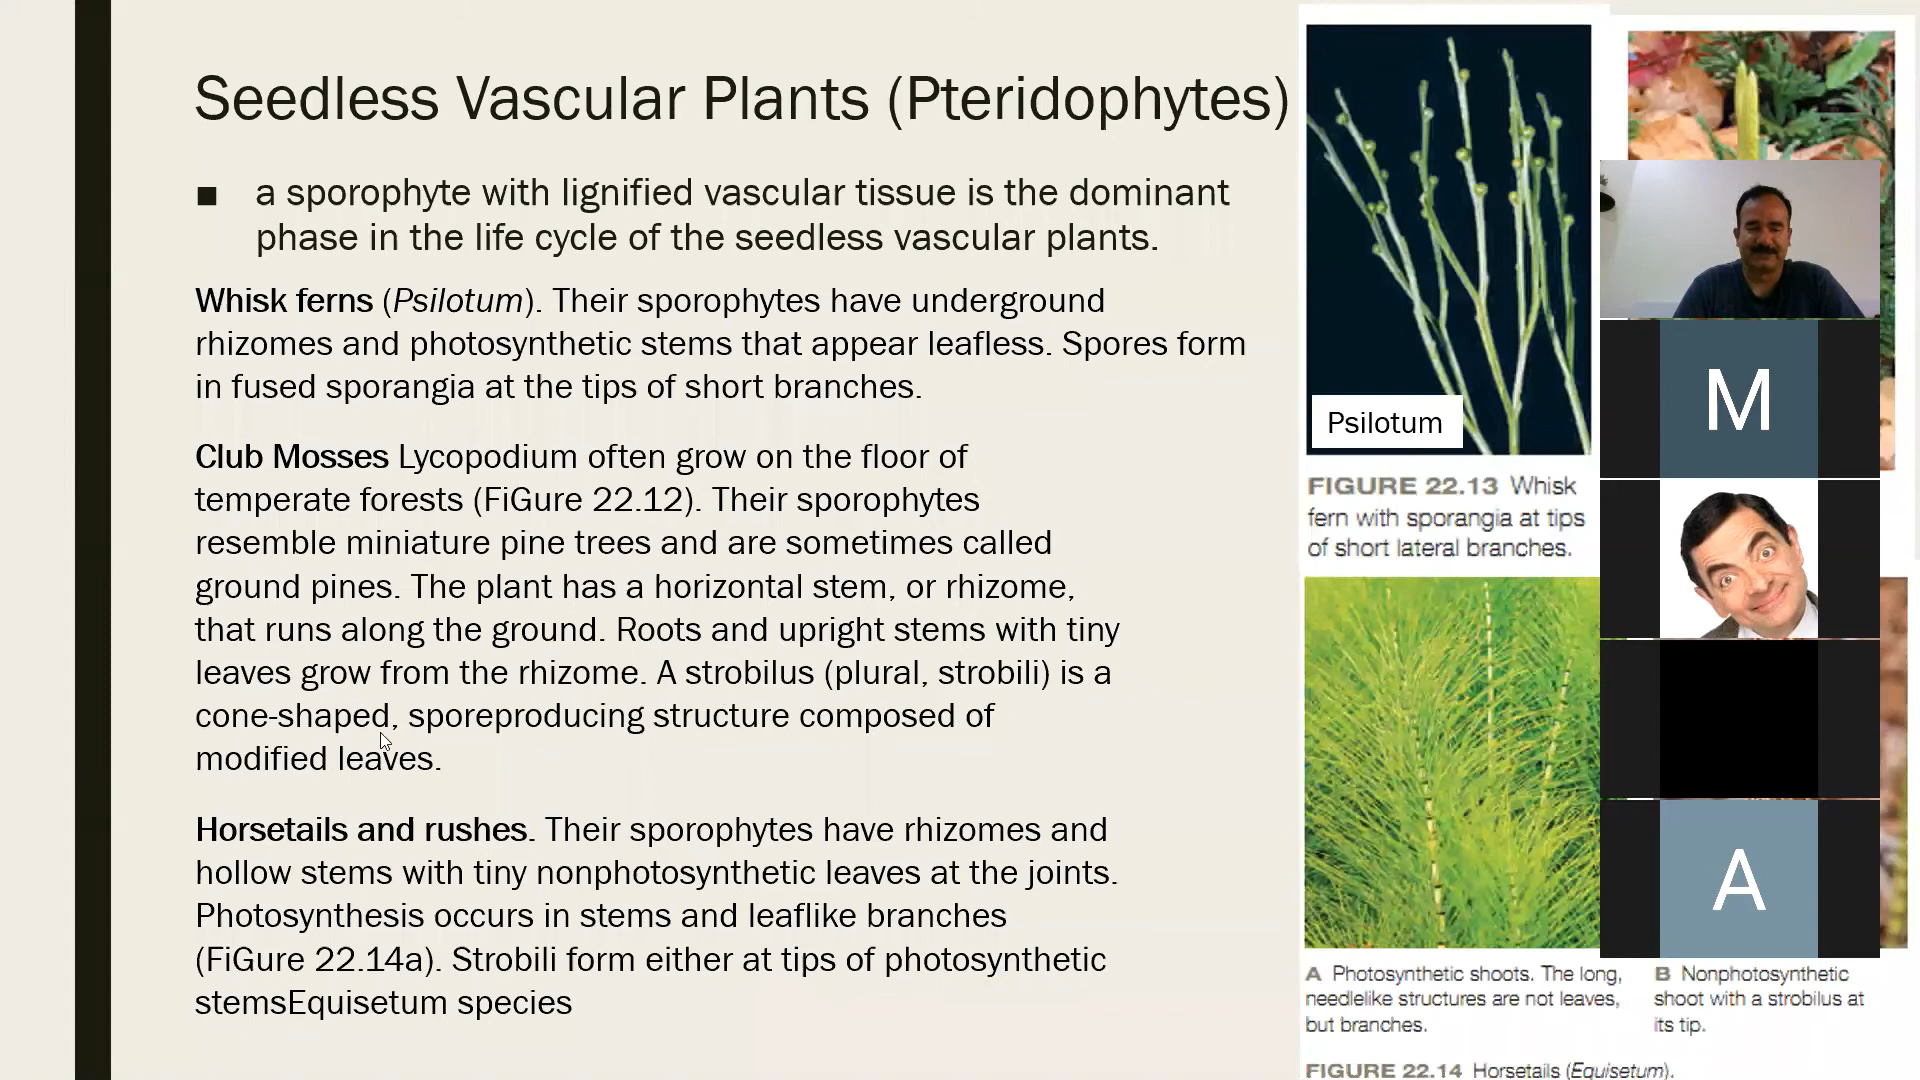 Seedless Vascular Plants (Pteridophytes)
■ a sporophyte with lignified vascular tissue is the dominant
phase in the life cycle of the seedless vascular plants.
Whisk ferns (Psilotum). Their sporophytes have underground
rhizomes and photosynthetic stems that appear leafless. Spores form
in fused sporangia at the tips of short branches.
Club Mosses Lycopodium often grow on the floor of
temperate forests (FiGure 22.12). Their sporophytes
resemble miniature pine trees and are sometimes called
ground pines. The plant has a horizontal stem, or rhizome,
that runs along the ground. Roots and upright stems with tiny
leaves grow from the rhizome. A strobilus (plural, strobili) is a
cone-shaped, sporeproducing structure composed of
modified leaves.
Horsetails and rushes. Their sporophytes have rhizomes and
hollow stems with tiny nonphotosynthetic leaves at the joints.
Photosynthesis occurs in stems and leaflike branches
(FiGure 22.14a). Strobili form either at tips of photosynthetic
stemsEquisetum species
Psilotum
FIGURE 22.13 Whisk
fern with sporangia at tips
of short lateral branches.
A Photosynthetic shoots. The long,
needlelike structures are not leaves,
but branches.
B Nonphotosynthetic
shoot with a strobilus at
its tip.
FIGURE 22.14 Horsetails (Equisetum).
M
A